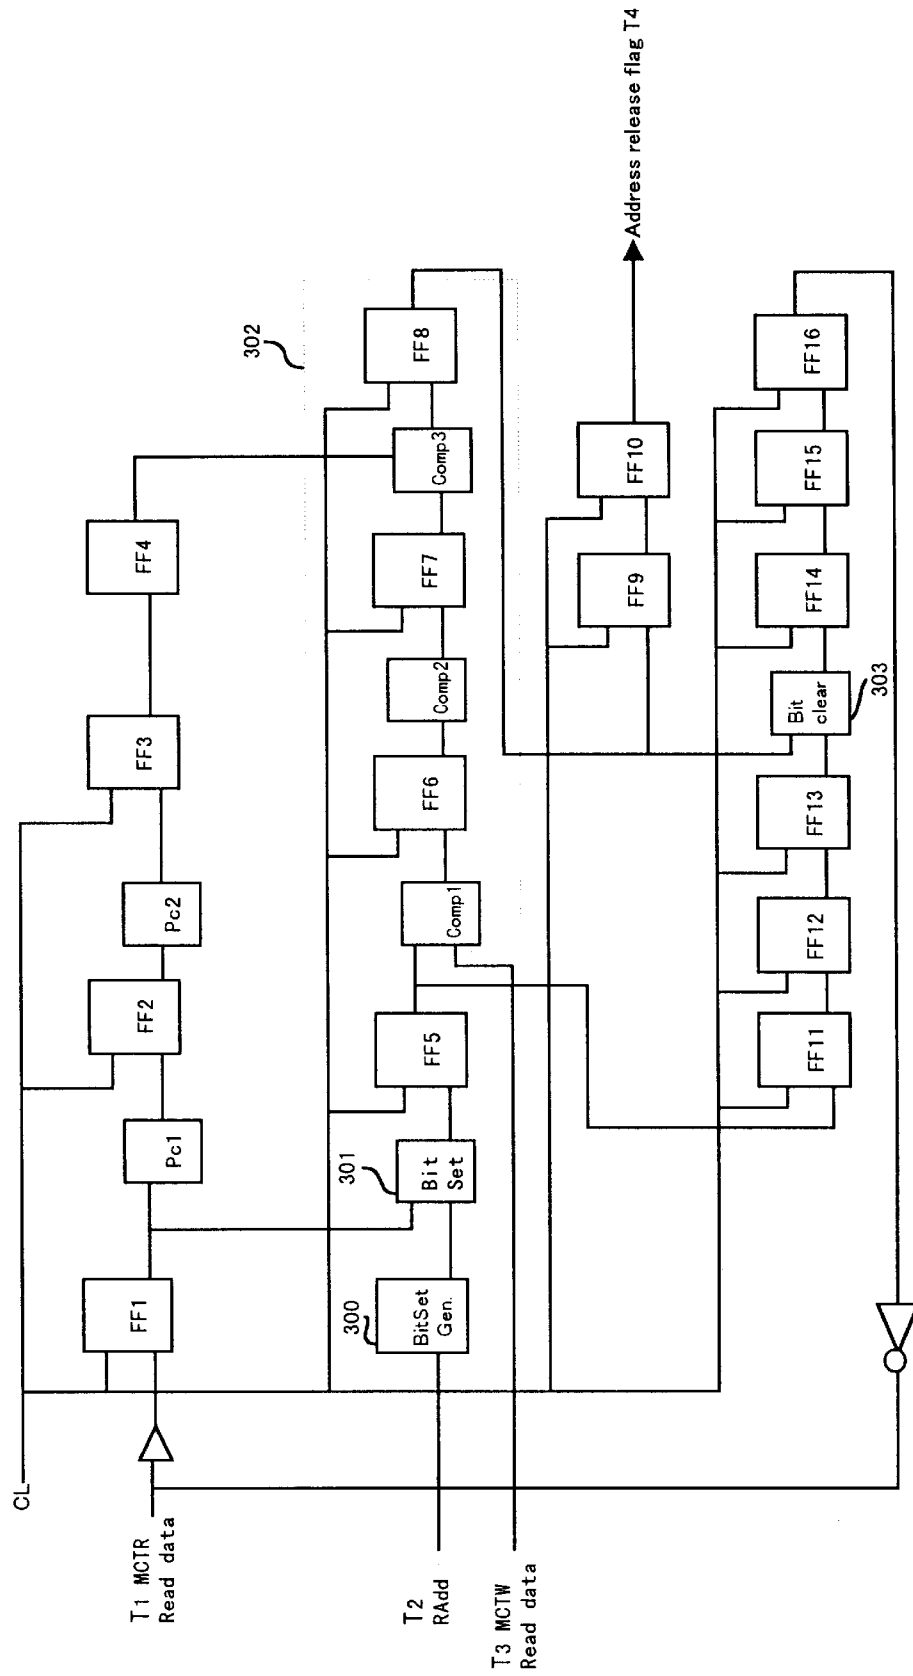 CL
T1 MCTR
Read data
FF1
Pc1
FF2
Pc2
FF3
FF4
302
T2
RAdd
300
BitSet
Gen.
301
Bit
Set
FF5
Comp1
FF6
Comp2
FF7
Comp3
FF8
T3 MCTW
Read data
FF9
FF10
Address release flag T4
FF11
FF12
FF13
Bit
clear
303
FF14
FF15
FF16